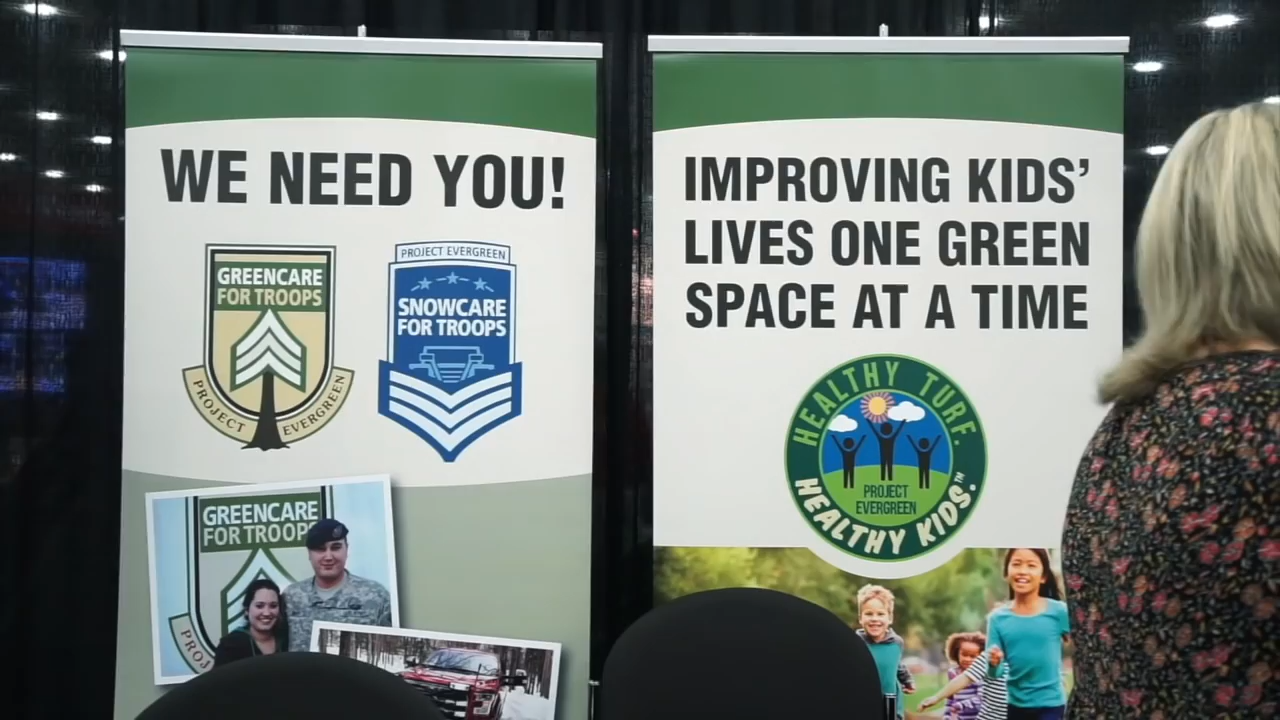 WE NEED YOU!
GREENCARE
FOR TROOPS
PROJECT EVERGREEN
PROJECT EVERGREEN
SNOWCARE
FOR TROOPS
GREENCARE
FOR TROOPS
PROJ
IMPROVING KIDS’
LIVES ONE GREEN
SPACE AT A TIME
HEALTHY TURF.
PROJECT
EVERGREEN
HEALTHY KIDS.™